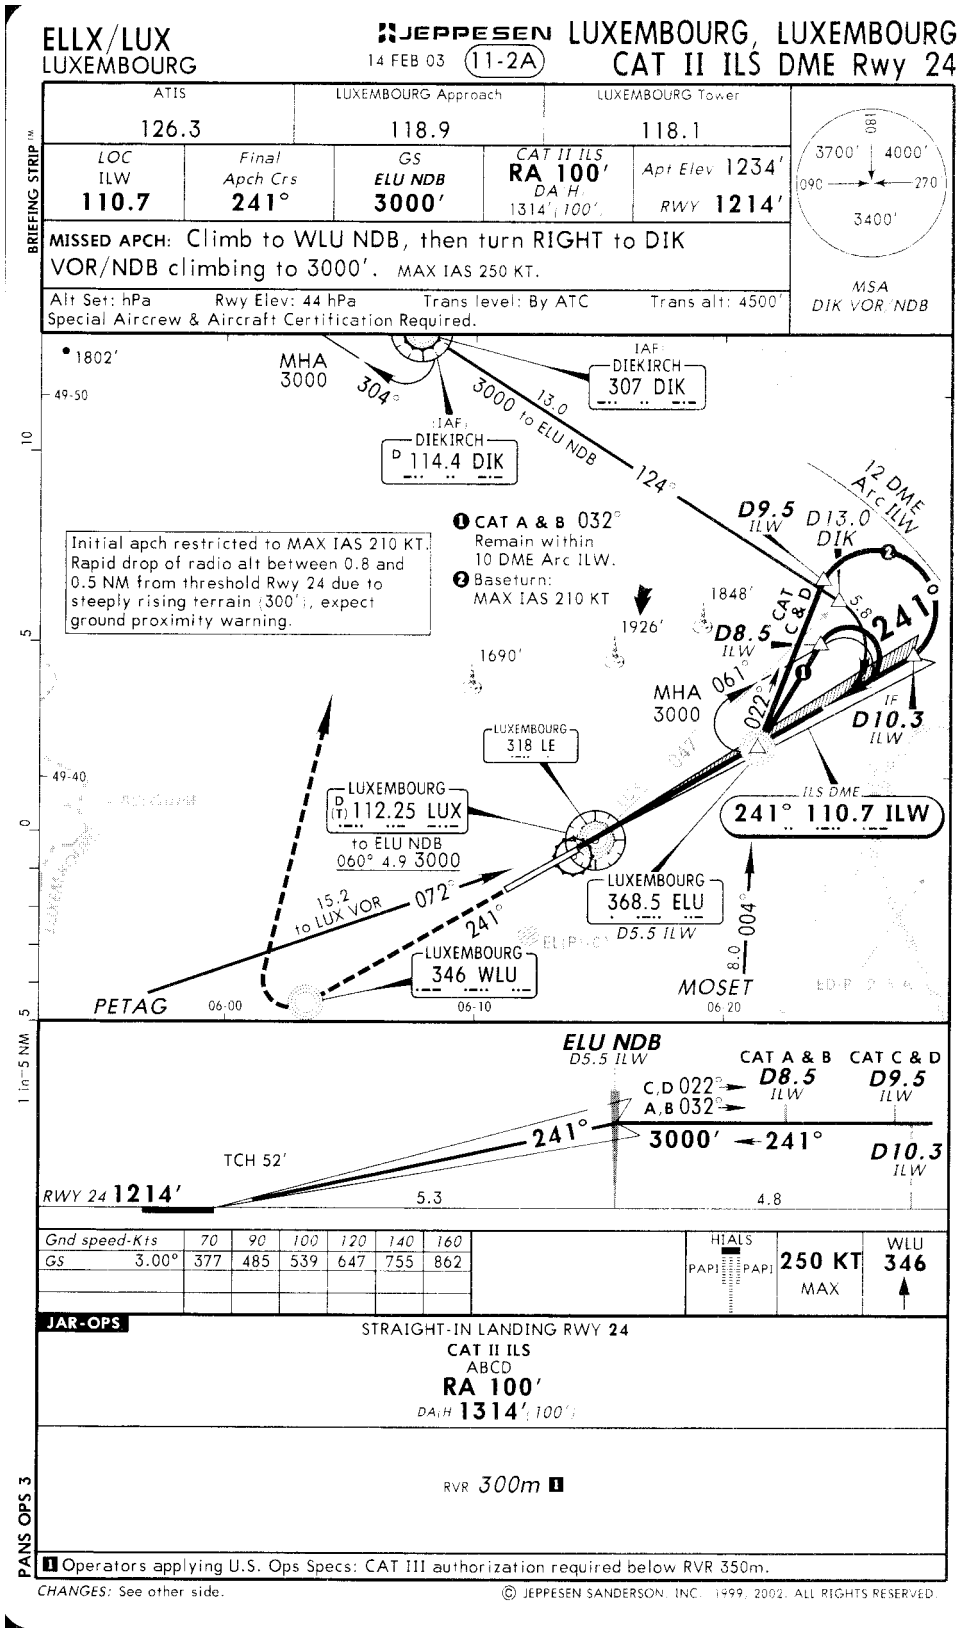 ELLX/LUX
LUXEMBOURG
JEPPESEN
14 FEB 03
11-2A
LUXEMBOURG, LUXEMBOURG
CAT II ILS DME Rwy 24
BRIEFING STRIP™
ATIS
126.3
LUXEMBOURG Approach
118.9
LUXEMBOURG Tower
118.1
LOC
ILW
110.7
Final
Apch Crs
241°
GS
ELU NDB
3000'
CAT II ILS
RA 100'
DA(H)
1314'(100')
Apt Elev 1234'
RWY 1214'
MISSED APCH: Climb to WLU NDB, then turn RIGHT to DIK
VOR/NDB climbing to 3000'. MAX IAS 250 KT.
Alt Set: hPa Rwy Elev: 44 hPa Trans level: By ATC Trans alt: 4500'
Special Aircrew & Aircraft Certification Required.
180
3700' 4000'
090 270
3400'
MSA
DIK VOR/NDB
1802'
49-50
MHA
3000
304°
(IAF)
DIEKIRCH
307 DIK
(IAF)
DIEKIRCH
D 114.4 DIK
13.0
3000 to ELU NDB
124°
12 DME
Arc ILW
1 CAT A & B 032°
Remain within
10 DME Arc ILW.
2 Baseturn:
MAX IAS 210 KT
Initial apch restricted to MAX IAS 210 KT.
Rapid drop of radio alt between 0.8 and
0.5 NM from threshold Rwy 24 due to
steeply rising terrain (300'), expect
ground proximity warning.
D9.5
ILW
D13.0
DIK
2
5.8
CAT
C & D
241°
1848'
1926'
1690'
D8.5
ILW
1
MHA
3000
061°
022°
047°
IF
D10.3
ILW
LUXEMBOURG
318 LE
49-40
LUXEMBOURG
D
(T) 112.25 LUX
to ELU NDB
060° 4.9 3000
ILS DME
241° 110.7 ILW
LUXEMBOURG
368.5 ELU
D5.5 ILW
15.2
to LUX VOR
072°
241°
LUXEMBOURG
346 WLU
8.0 004°
MOSET
PETAG
06-00
06-10
06-20
10
5
0
5
1 in=5 NM
ELU NDB
D5.5 ILW
CAT A & B
D8.5
ILW
CAT C & D
D9.5
ILW
C,D 022°
A,B 032°
241°
3000'
241°
D10.3
ILW
TCH 52'
RWY 24 1214'
5.3
4.8
Gnd speed-Kts 70 90 100 120 140 160
GS 3.00° 377 485 539 647 755 862
HIALS
PAPI PAPI
250 KT
MAX
WLU
346
JAR-OPS
STRAIGHT-IN LANDING RWY 24
CAT II ILS
ABCD
RA 100'
DA(H) 1314'(100')
RVR 300m 1
PANS OPS 3
1 Operators applying U.S. Ops Specs: CAT III authorization required below RVR 350m.
CHANGES: See other side.
© JEPPESEN SANDERSON, INC. 1999, 2002. ALL RIGHTS RESERVED.